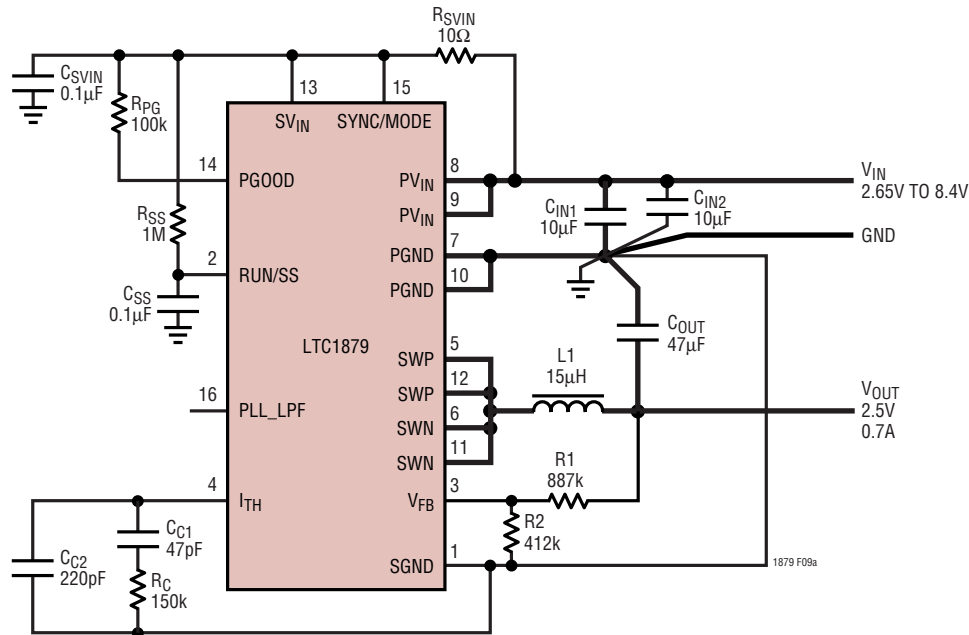 RSVIN
10Ω
CSVIN
0.1µF
RPG
100k
13
15
SVIN
SYNC/MODE
14
PGOOD
PVIN
8
VIN
2.65V TO 8.4V
PVIN
9
CIN1
10µF
CIN2
10µF
RSS
1M
PGND
7
GND
2
RUN/SS
PGND
10
CSS
0.1µF
COUT
47µF
LTC1879
SWP
5
L1
15µH
SWP
12
VOUT
2.5V
0.7A
16
PLL_LPF
SWN
6
SWN
11
R1
887k
4
ITH
VFB
3
R2
412k
CC1
47pF
CC2
220pF
RC
150k
SGND
1
1879 F09a